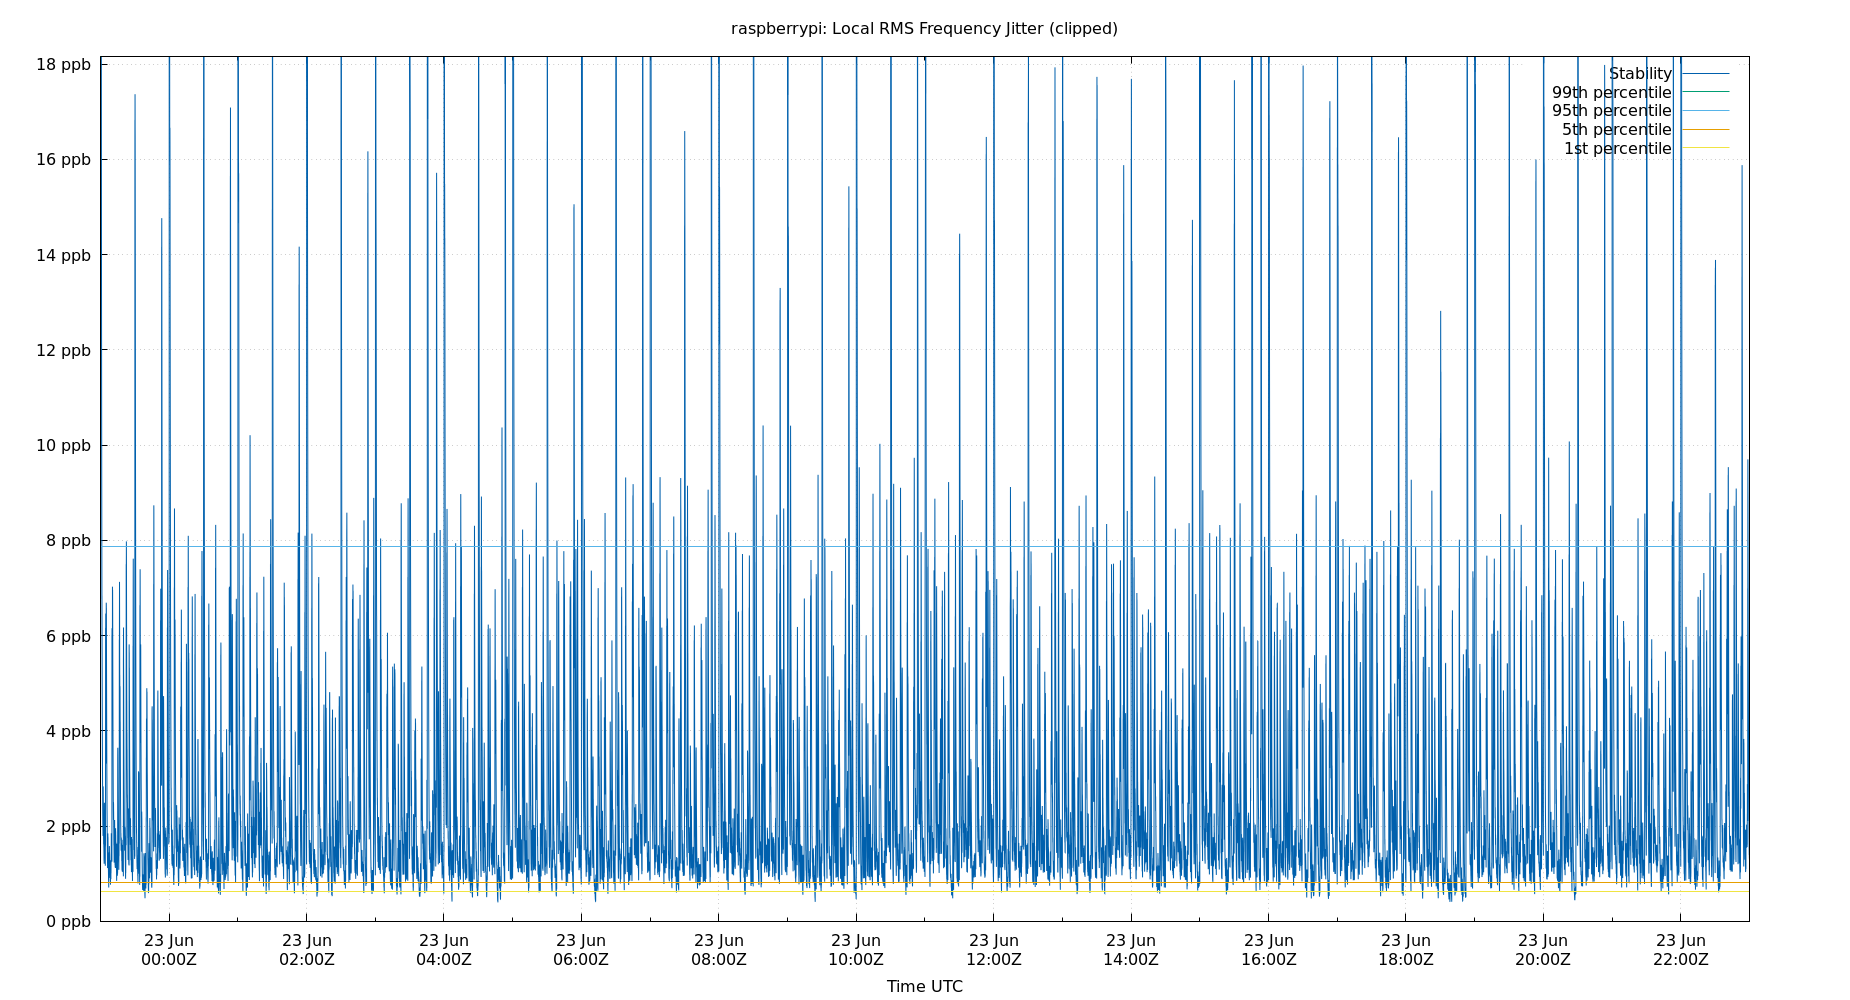 raspberrypi: Local RMS Frequency Jitter (clipped)
18 ppb
16 ppb
14 ppb
12 ppb
10 ppb
8 ppb
6 ppb
4 ppb
2 ppb
0 ppb
Stability
99th percentile
95th percentile
5th percentile
1st percentile
23 Jun 23 Jun 23 Jun 23 Jun 23 Jun 23 Jun 23 Jun 23 Jun 23 Jun 23 Jun 23 Jun 23 Jun
00:00Z 02:00Z 04:00Z 06:00Z 08:00Z 10:00Z 12:00Z 14:00Z 16:00Z 18:00Z 20:00Z 22:00Z
Time UTC